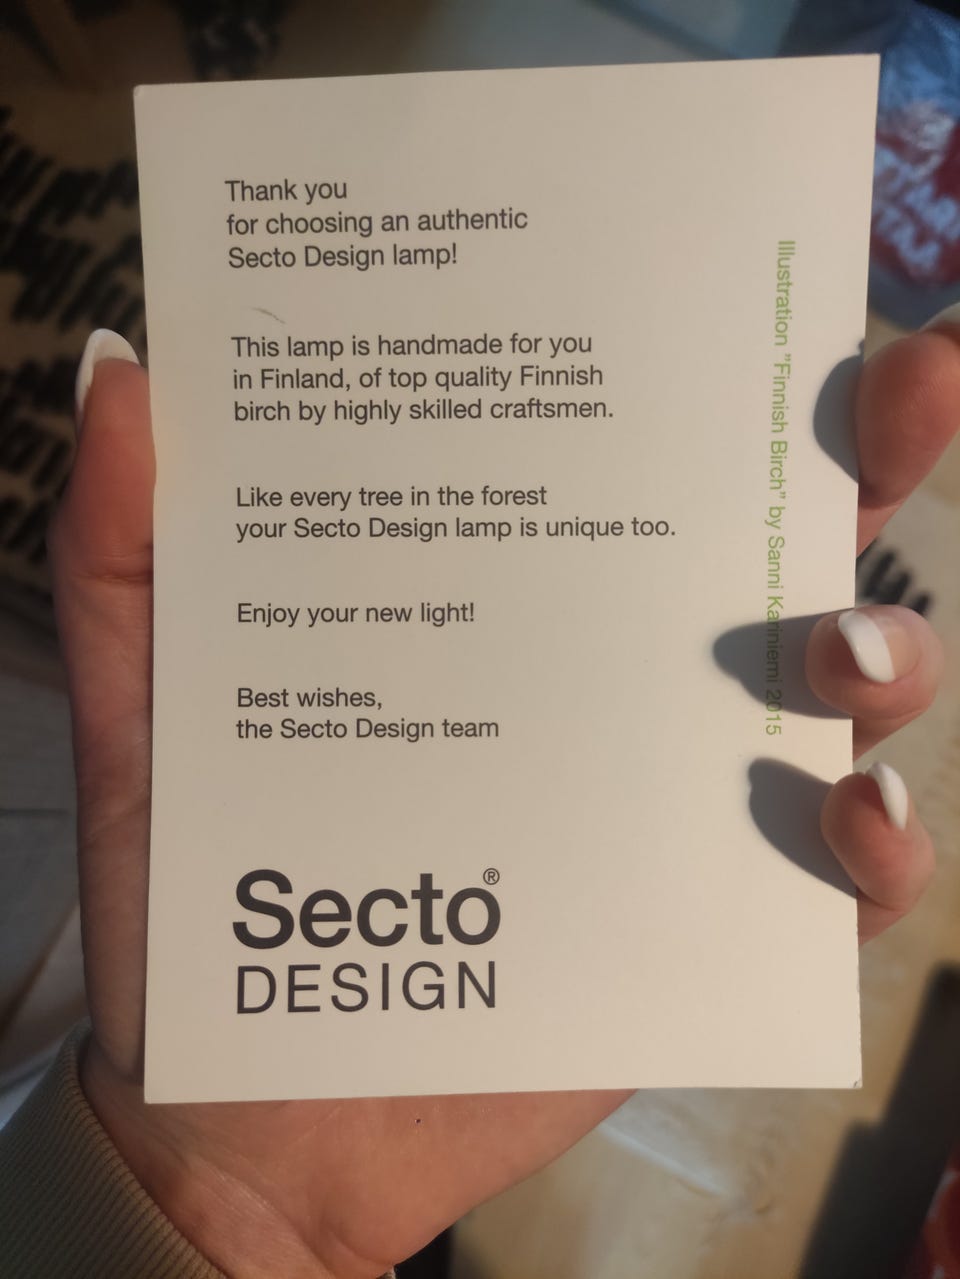 Thank you
for choosing an authentic
Secto Design lamp!
This lamp is handmade for you
in Finland, of top quality Finnish
birch by highly skilled craftsmen.
Like every tree in the forest
your Secto Design lamp is unique too.
Enjoy your new light!
Best wishes,
the Secto Design team
Secto®
DESIGN
Illustration "Finnish Birch" by Sanni Kariniemi 2015